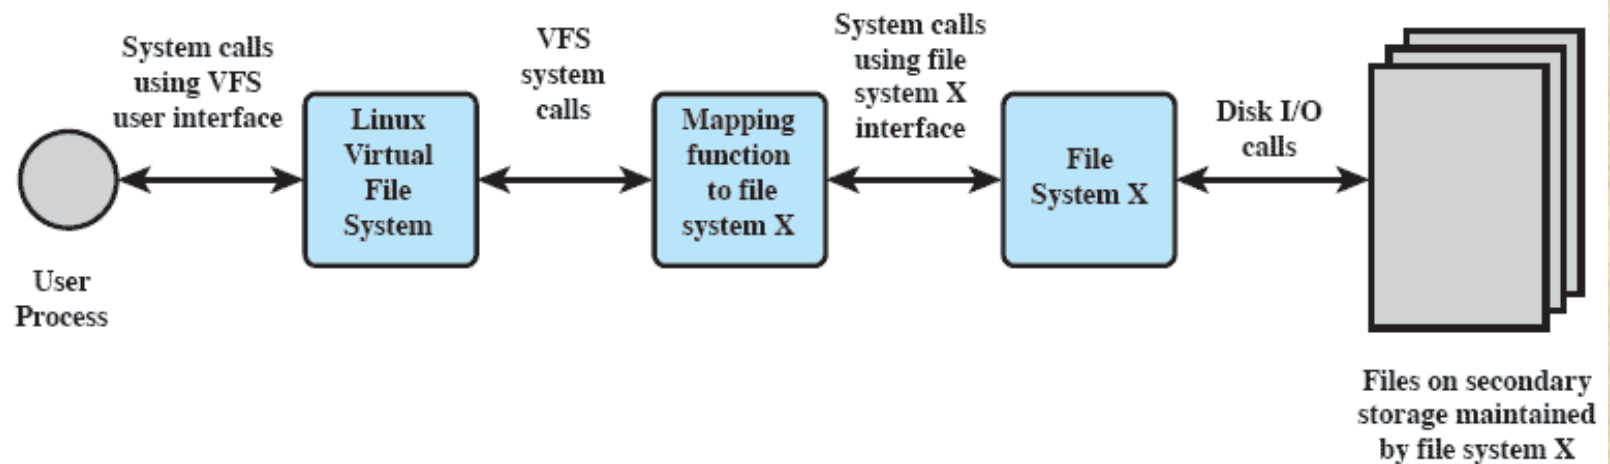 System calls
using VFS
user interface
VFS
system
calls
System calls
using file
system X
interface
Disk I/O
calls
Linux
Virtual
File
System
Mapping
function
to file
system X
File
System X
User
Process
Files on secondary
storage maintained
by file system X